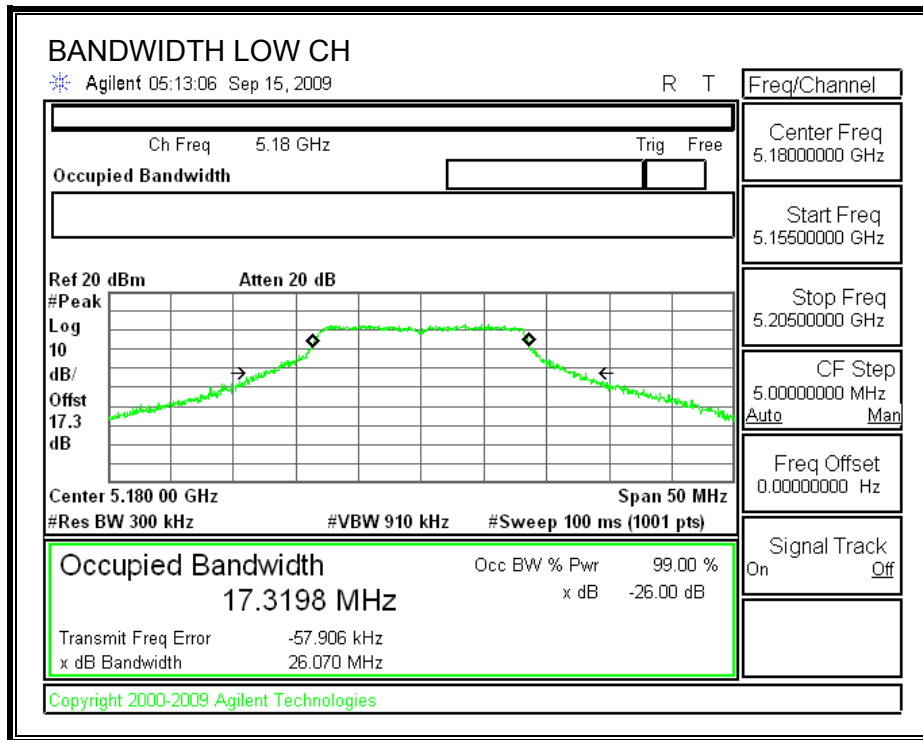 BANDWIDTH LOW CH
Agilent 05:13:06 Sep 15, 2009 R T
Ch Freq 5.18 GHz Trig Free
Occupied Bandwidth
Ref 20 dBm Atten 20 dB
#Peak
Log
10
dB/
Offst
17.3
dB
Center 5.180 00 GHz Span 50 MHz
#Res BW 300 kHz #VBW 910 kHz #Sweep 100 ms (1001 pts)
Occupied Bandwidth
17.3198 MHz
Occ BW % Pwr 99.00 %
x dB -26.00 dB
Transmit Freq Error -57.906 kHz
x dB Bandwidth 26.070 MHz
Copyright 2000-2009 Agilent Technologies
Freq/Channel
Center Freq
5.18000000 GHz
Start Freq
5.15500000 GHz
Stop Freq
5.20500000 GHz
CF Step
5.00000000 MHz
Auto Man
Freq Offset
0.00000000 Hz
Signal Track
On Off